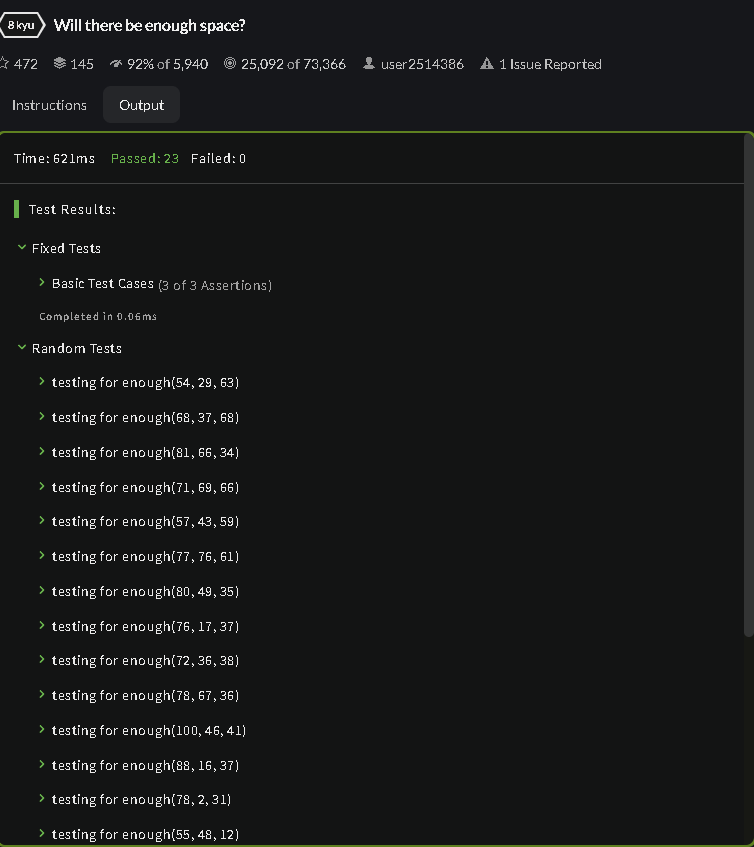 8 kyu Will there be enough space?
472 145 92% of 5,940 25,092 of 73,366 user2514386 1 Issue Reported
Instructions Output
Time: 621ms Passed: 23 Failed: 0
Test Results:
Fixed Tests
Basic Test Cases (3 of 3 Assertions)
Completed in 0.06ms
Random Tests
testing for enough(54, 29, 63)
testing for enough(68, 37, 68)
testing for enough(81, 66, 34)
testing for enough(71, 69, 66)
testing for enough(57, 43, 59)
testing for enough(77, 76, 61)
testing for enough(80, 49, 35)
testing for enough(76, 17, 37)
testing for enough(72, 36, 38)
testing for enough(78, 67, 36)
testing for enough(100, 46, 41)
testing for enough(88, 16, 37)
testing for enough(78, 2, 31)
testing for enough(55, 48, 12)